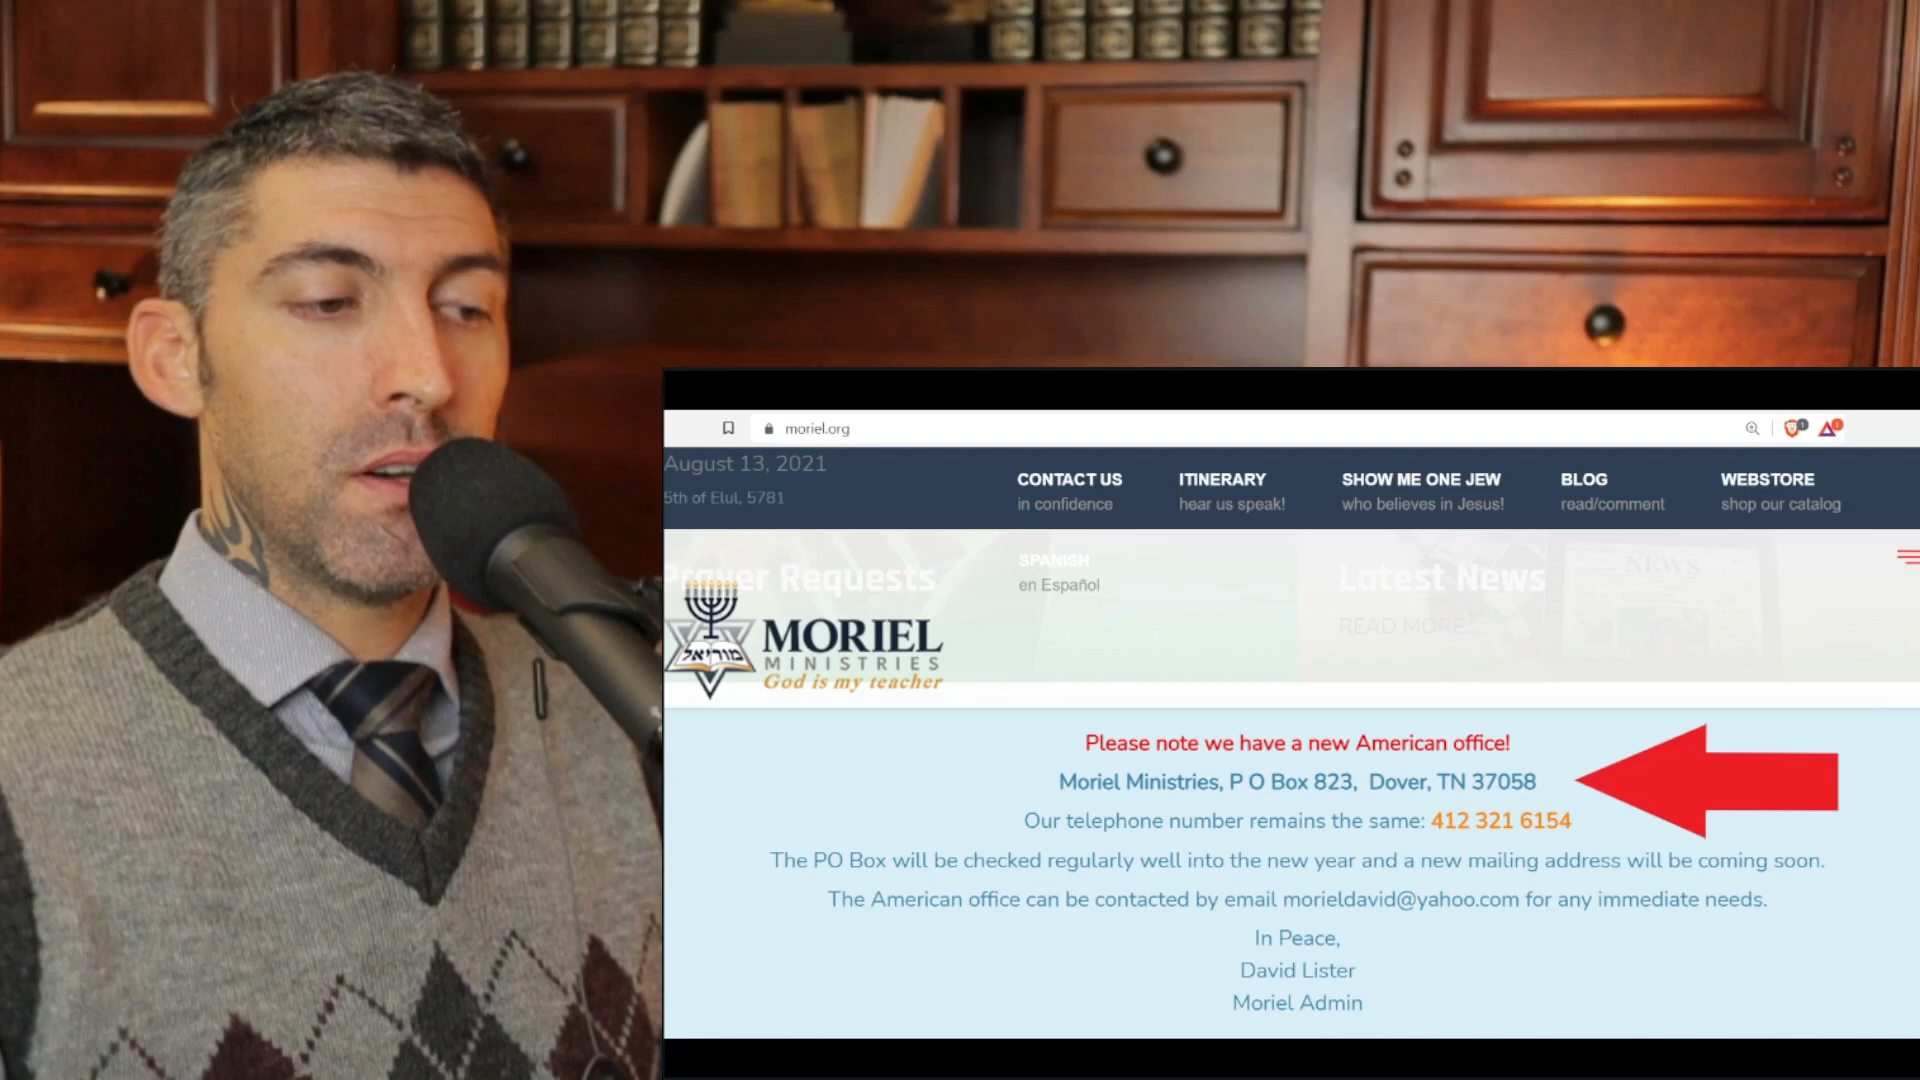 moriel.org
August 13, 2021
5th of Elul, 5781
CONTACT US
in confidence
ITINERARY
hear us speak!
SHOW ME ONE JEW
who believes in Jesus!
BLOG
read/comment
WEBSTORE
shop our catalog
SPANISH
en Español
Prayer Requests
Latest News
READ MORE
NEWS
מוריאל
MORIEL
MINISTRIES
God is my teacher
Please note we have a new American office!
Moriel Ministries, P O Box 823, Dover, TN 37058
Our telephone number remains the same: 412 321 6154
The PO Box will be checked regularly well into the new year and a new mailing address will be coming soon.
The American office can be contacted by email morieldavid@yahoo.com for any immediate needs.
In Peace,
David Lister
Moriel Admin